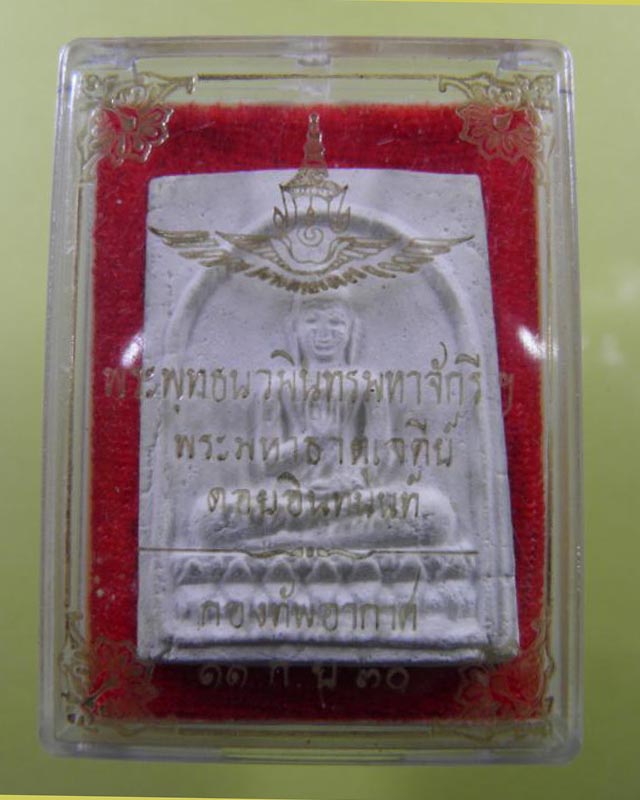 พระพุทธนวพินทรมหาจักรี ฯ
พระมหาธาตุเจดีย์
ดอยอินทนนท์
กองทัพอากาศ
๑๑ ก.ย ๓๐